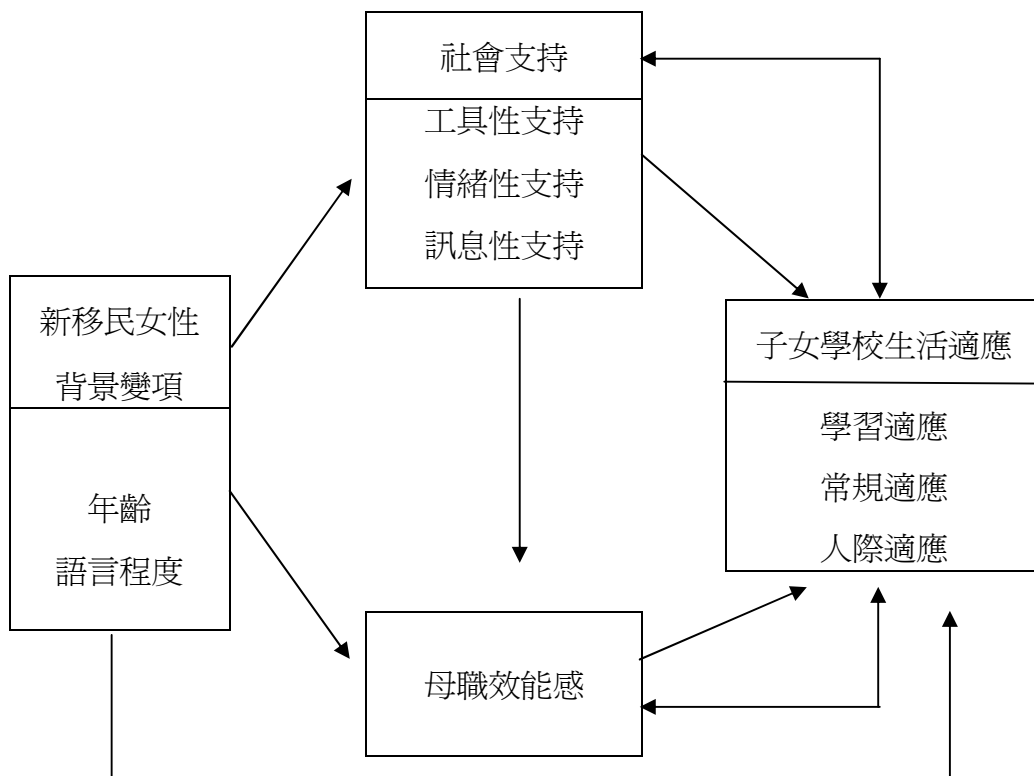 社會支持
工具性支持
情緒性支持
訊息性支持
新移民女性
背景變項
年齡
語言程度
子女學校生活適應
學習適應
常規適應
人際適應
母職效能感